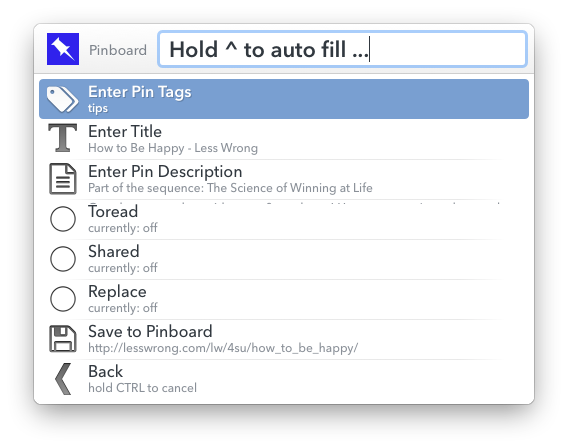 Pinboard
Hold ^ to auto fill ...
Enter Pin Tags
tips
Enter Title
How to Be Happy - Less Wrong
Enter Pin Description
Part of the sequence: The Science of Winning at Life
Toread
currently: off
Shared
currently: off
Replace
currently: off
Save to Pinboard
http://lesswrong.com/lw/4su/how_to_be_happy/
Back
hold CTRL to cancel